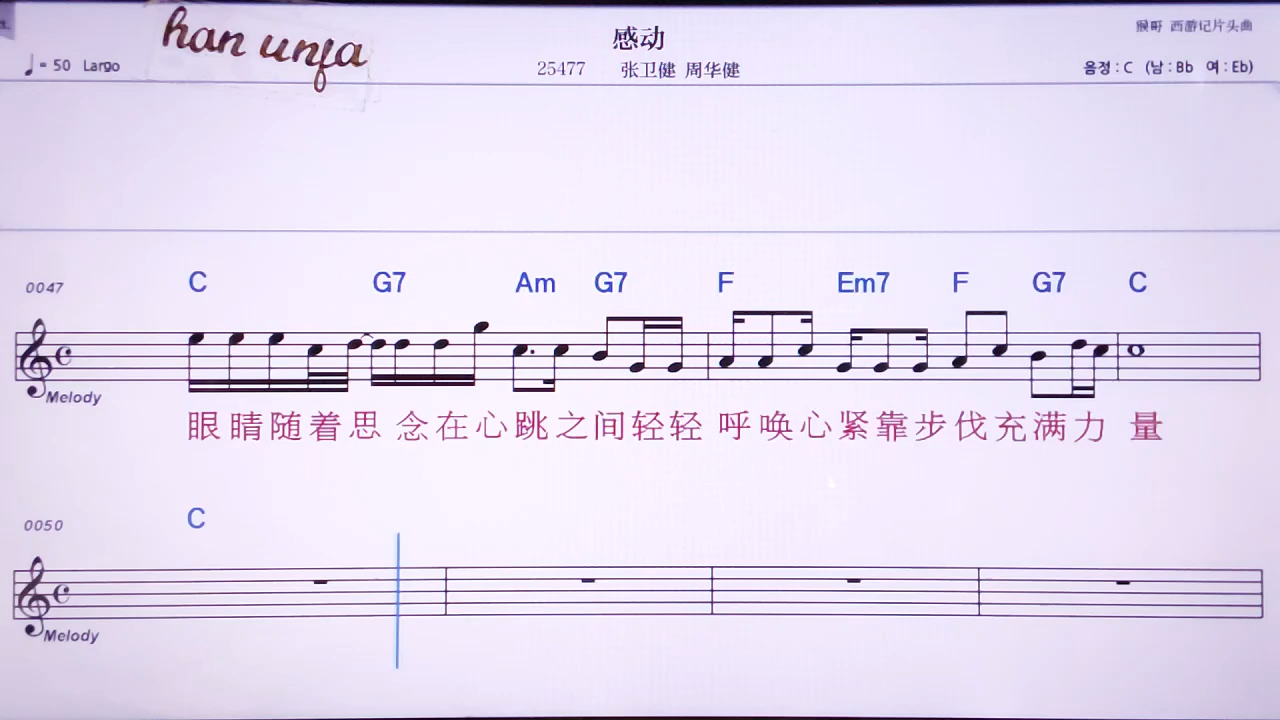 han unfa
感动
猴哥 西游记片头曲
♩= 50 Largo
25477 张卫健 周华健
음정 : C (남 : Bb 여 : Eb)
0047
C G7 Am G7 F Em7 F G7 C
Melody
眼睛随着思念在心跳之间轻轻呼唤心紧靠步伐充满力量
0050
C
Melody